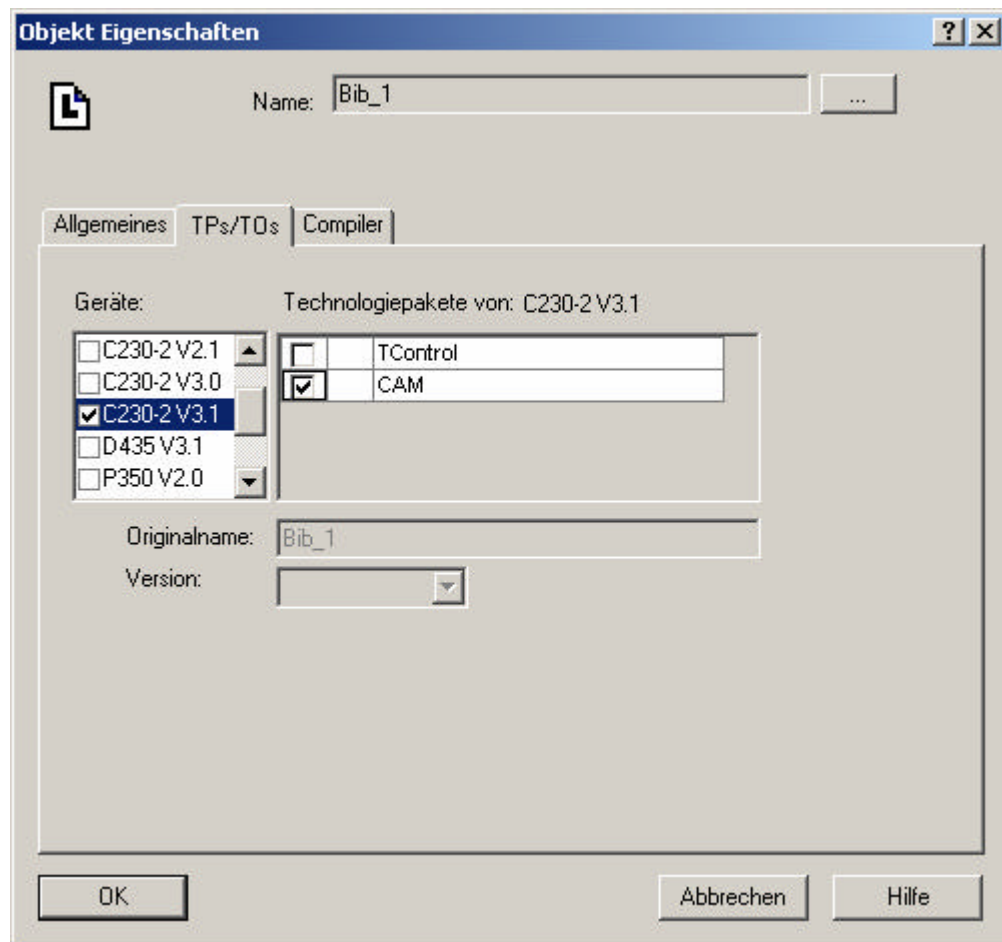 Objekt Eigenschaften
Name: Bib_1 ...
Allgemeines TPs/TOs Compiler
Geräte: Technologiepakete von: C230-2 V3.1
C230-2 V2.1 TControl
C230-2 V3.0 CAM
C230-2 V3.1
D435 V3.1
P350 V2.0
Originalname: Bib_1
Version:
OK Abbrechen Hilfe